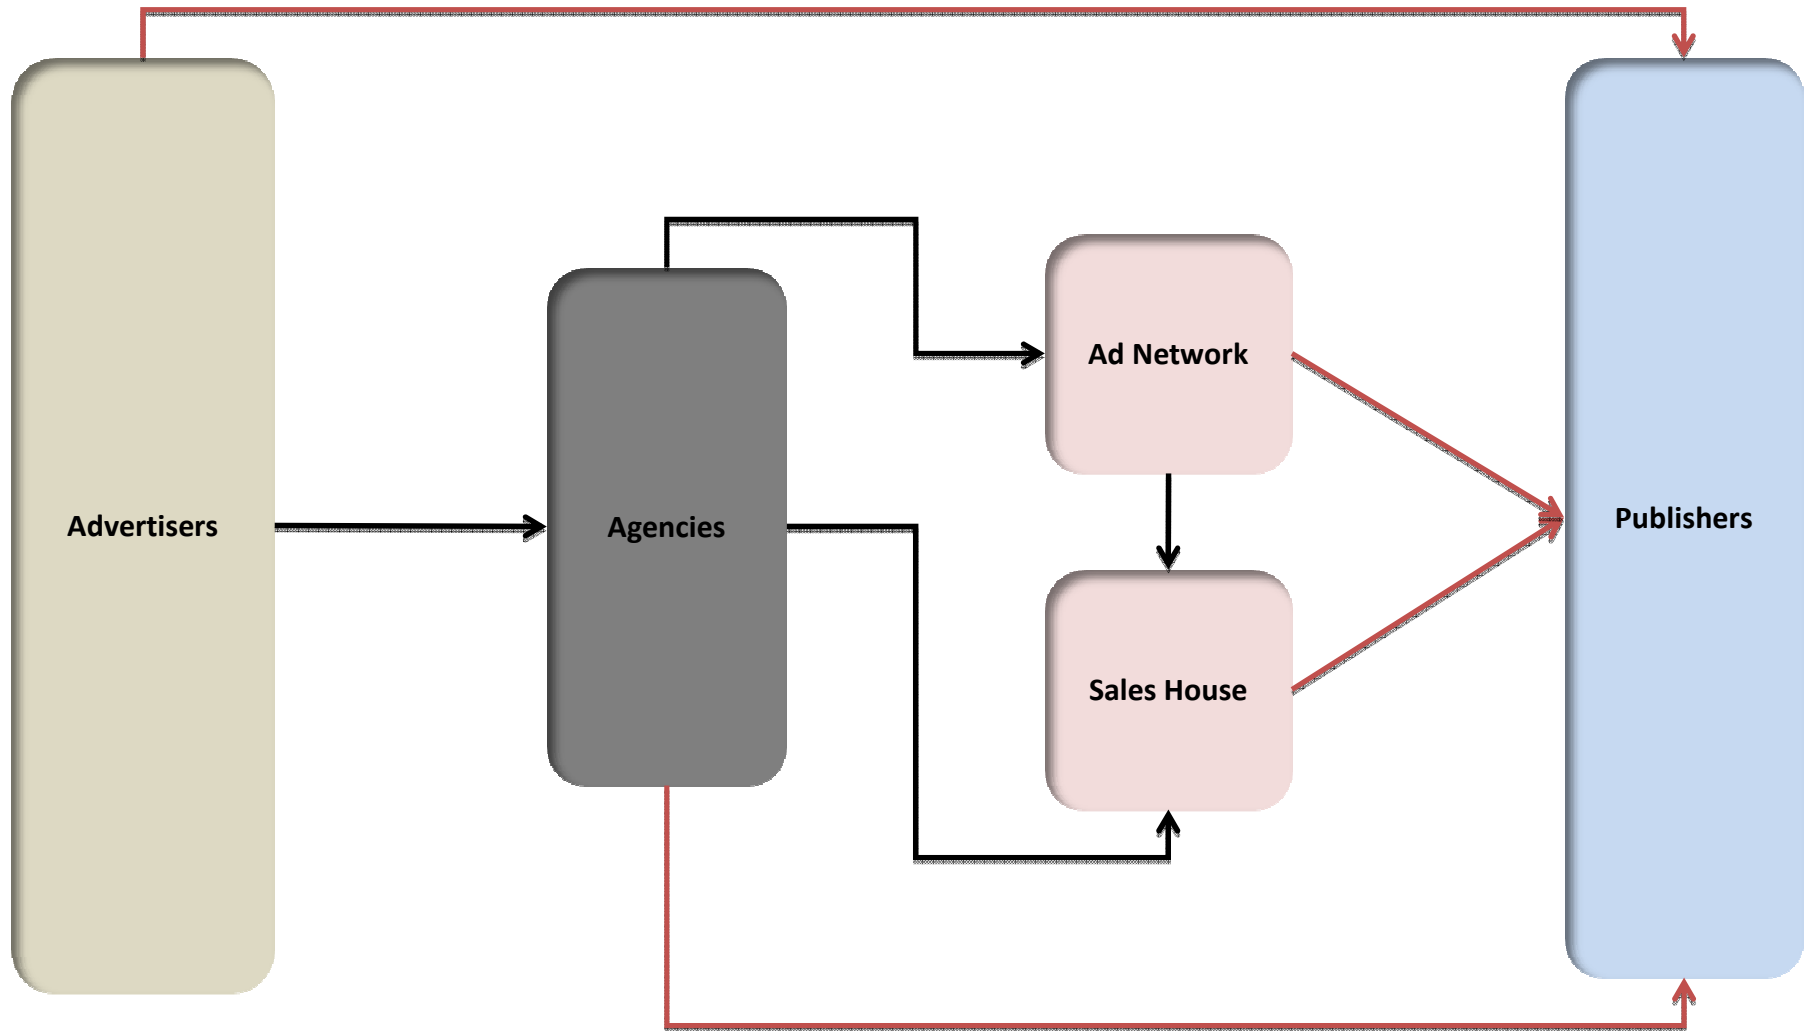 Advertisers
Agencies
Ad Network
Sales House
Publishers